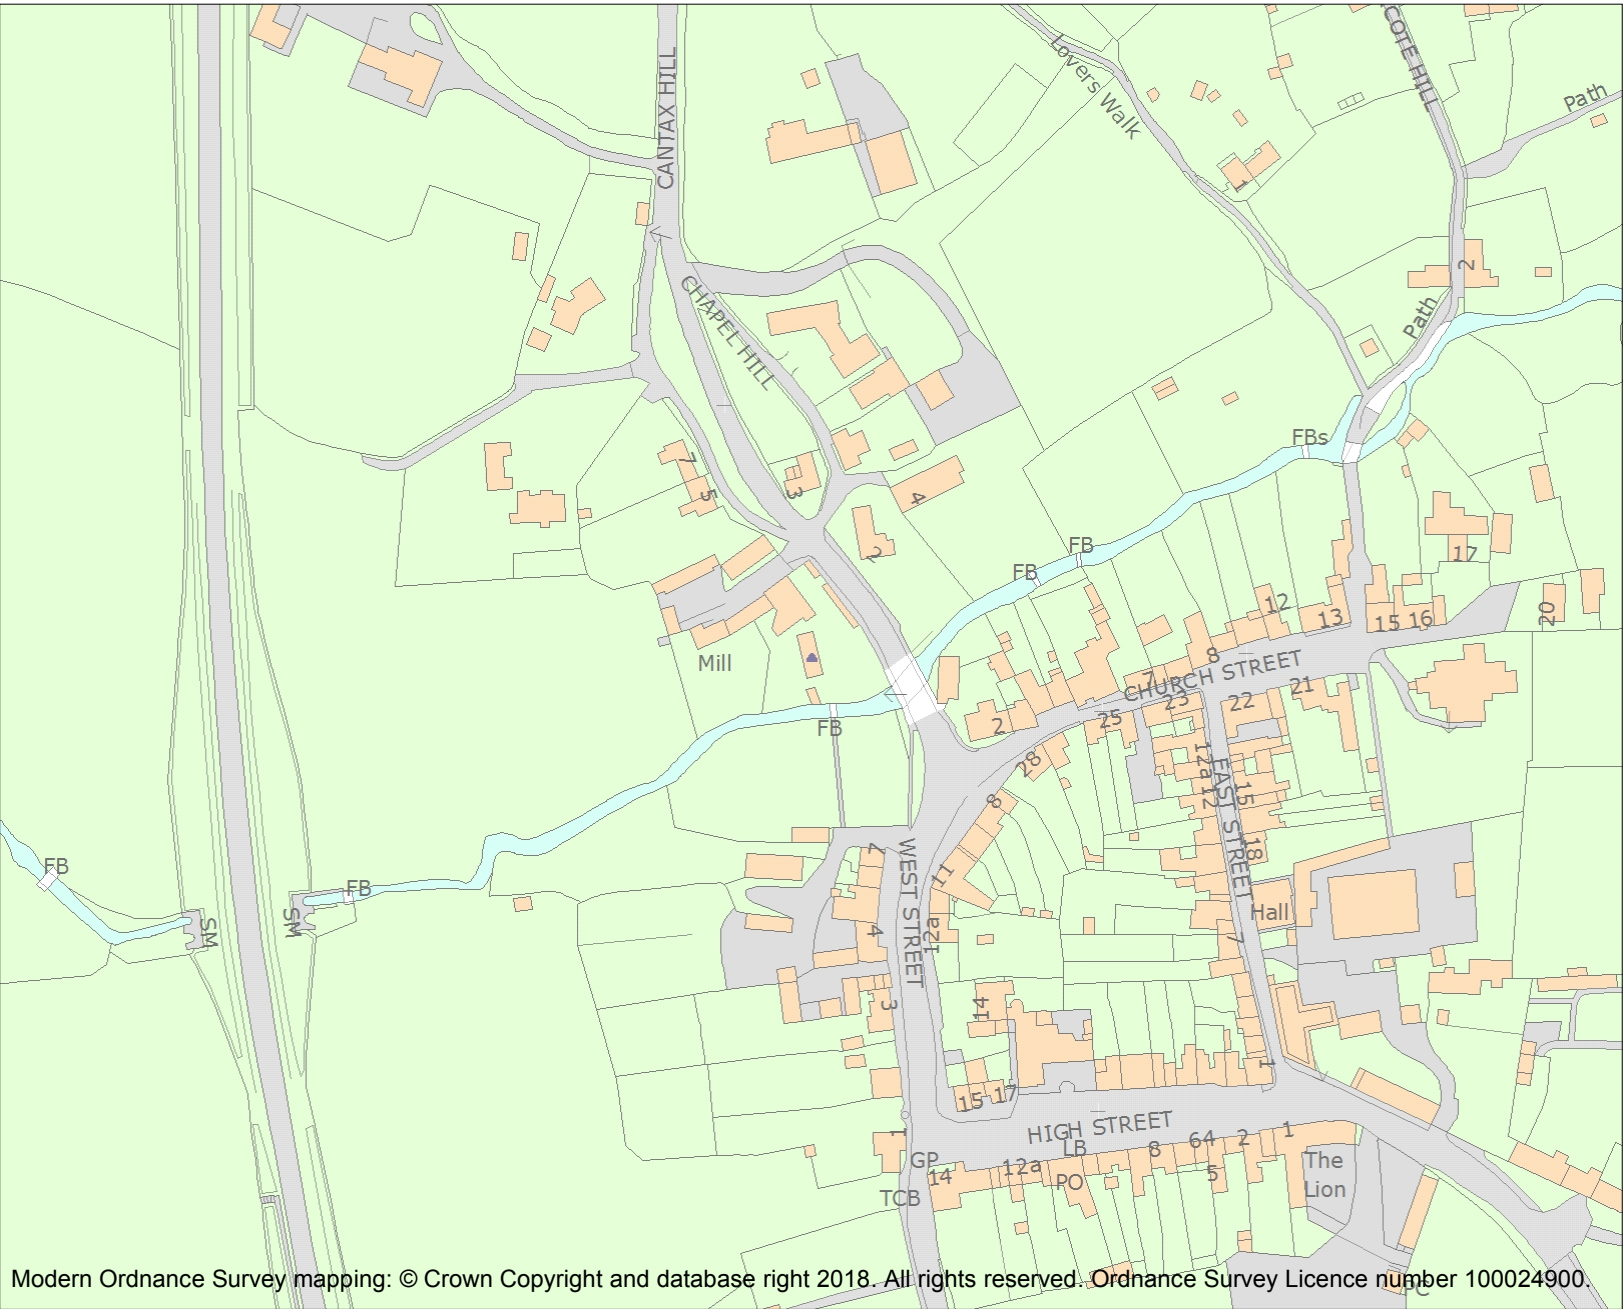 CANTAX HILL
Lovers Walk
COTE HILL
Path
1
2
Path
CHAPEL HILL
FBs
7
5
3
4
2
FB
FB
17
12
13
15
16
20
Mill
8
CHURCH STREET
7
23
22
21
25
2
28
FB
12a
12
EAST STREET
15
18
8
11
WEST STREET
7
4
12a
FB
FB
SM
SM
Hall
7
3
14
15
17
1
HIGH STREET
1
GP
14
TCB
12a
LB
PO
8
64
5
2
1
The
Lion
PC
Modern Ordnance Survey mapping: © Crown Copyright and database right 2018. All rights reserved. Ordnance Survey Licence number 100024900.